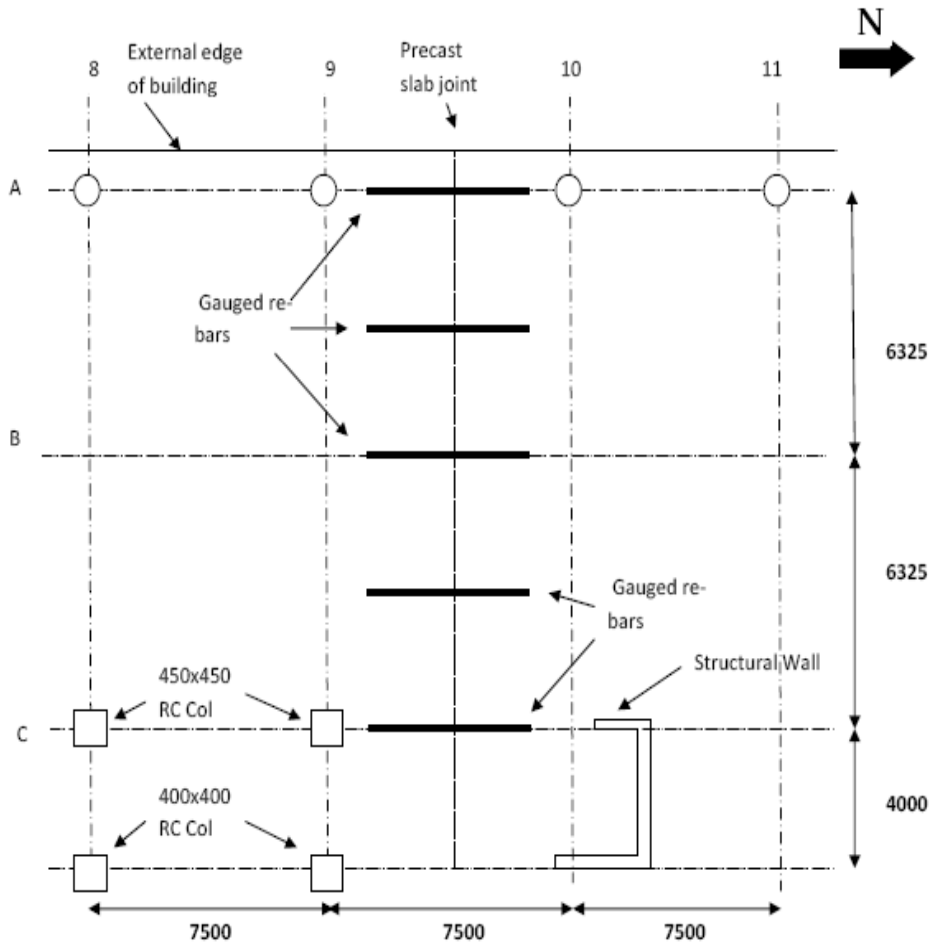 N
External edge
of building
Precast
slab joint
8
9
10
11
A
Gauged re-
bars
6325
B
6325
Gauged re-
bars
Structural Wall
450x450
RC Col
C
400x400
RC Col
4000
7500
7500
7500